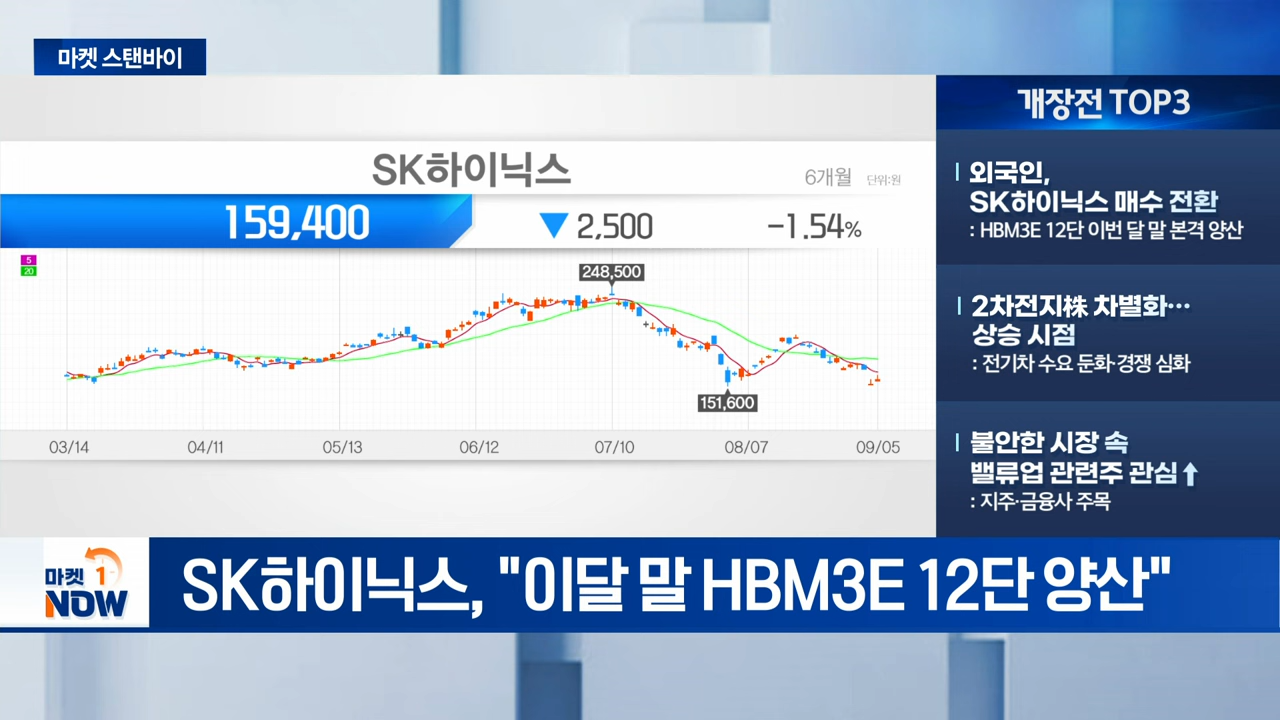 마켓 스탠바이
SK하이닉스
6개월 단위:원
159,400 ▼ 2,500 -1.54%
5
20
248,500
151,600
03/14 04/11 05/13 06/12 07/10 08/07 09/05
개장전 TOP3
외국인,
SK하이닉스 매수 전환
: HBM3E 12단 이번 달 말 본격 양산
2차전지株 차별화…
상승 시점
: 전기차 수요 둔화·경쟁 심화
불안한 시장 속
밸류업 관련주 관심↑
: 지주·금융사 주목
마켓 1
NOW
SK하이닉스, "이달 말 HBM3E 12단 양산"